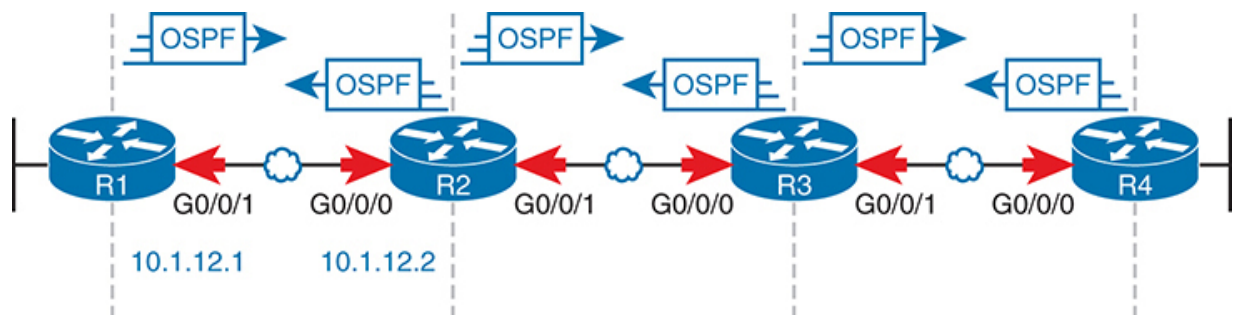 OSPF OSPF OSPF
OSPF OSPF OSPF
R1 R2 R3 R4
G0/0/1 G0/0/0 G0/0/1 G0/0/0 G0/0/1 G0/0/0
10.1.12.1 10.1.12.2